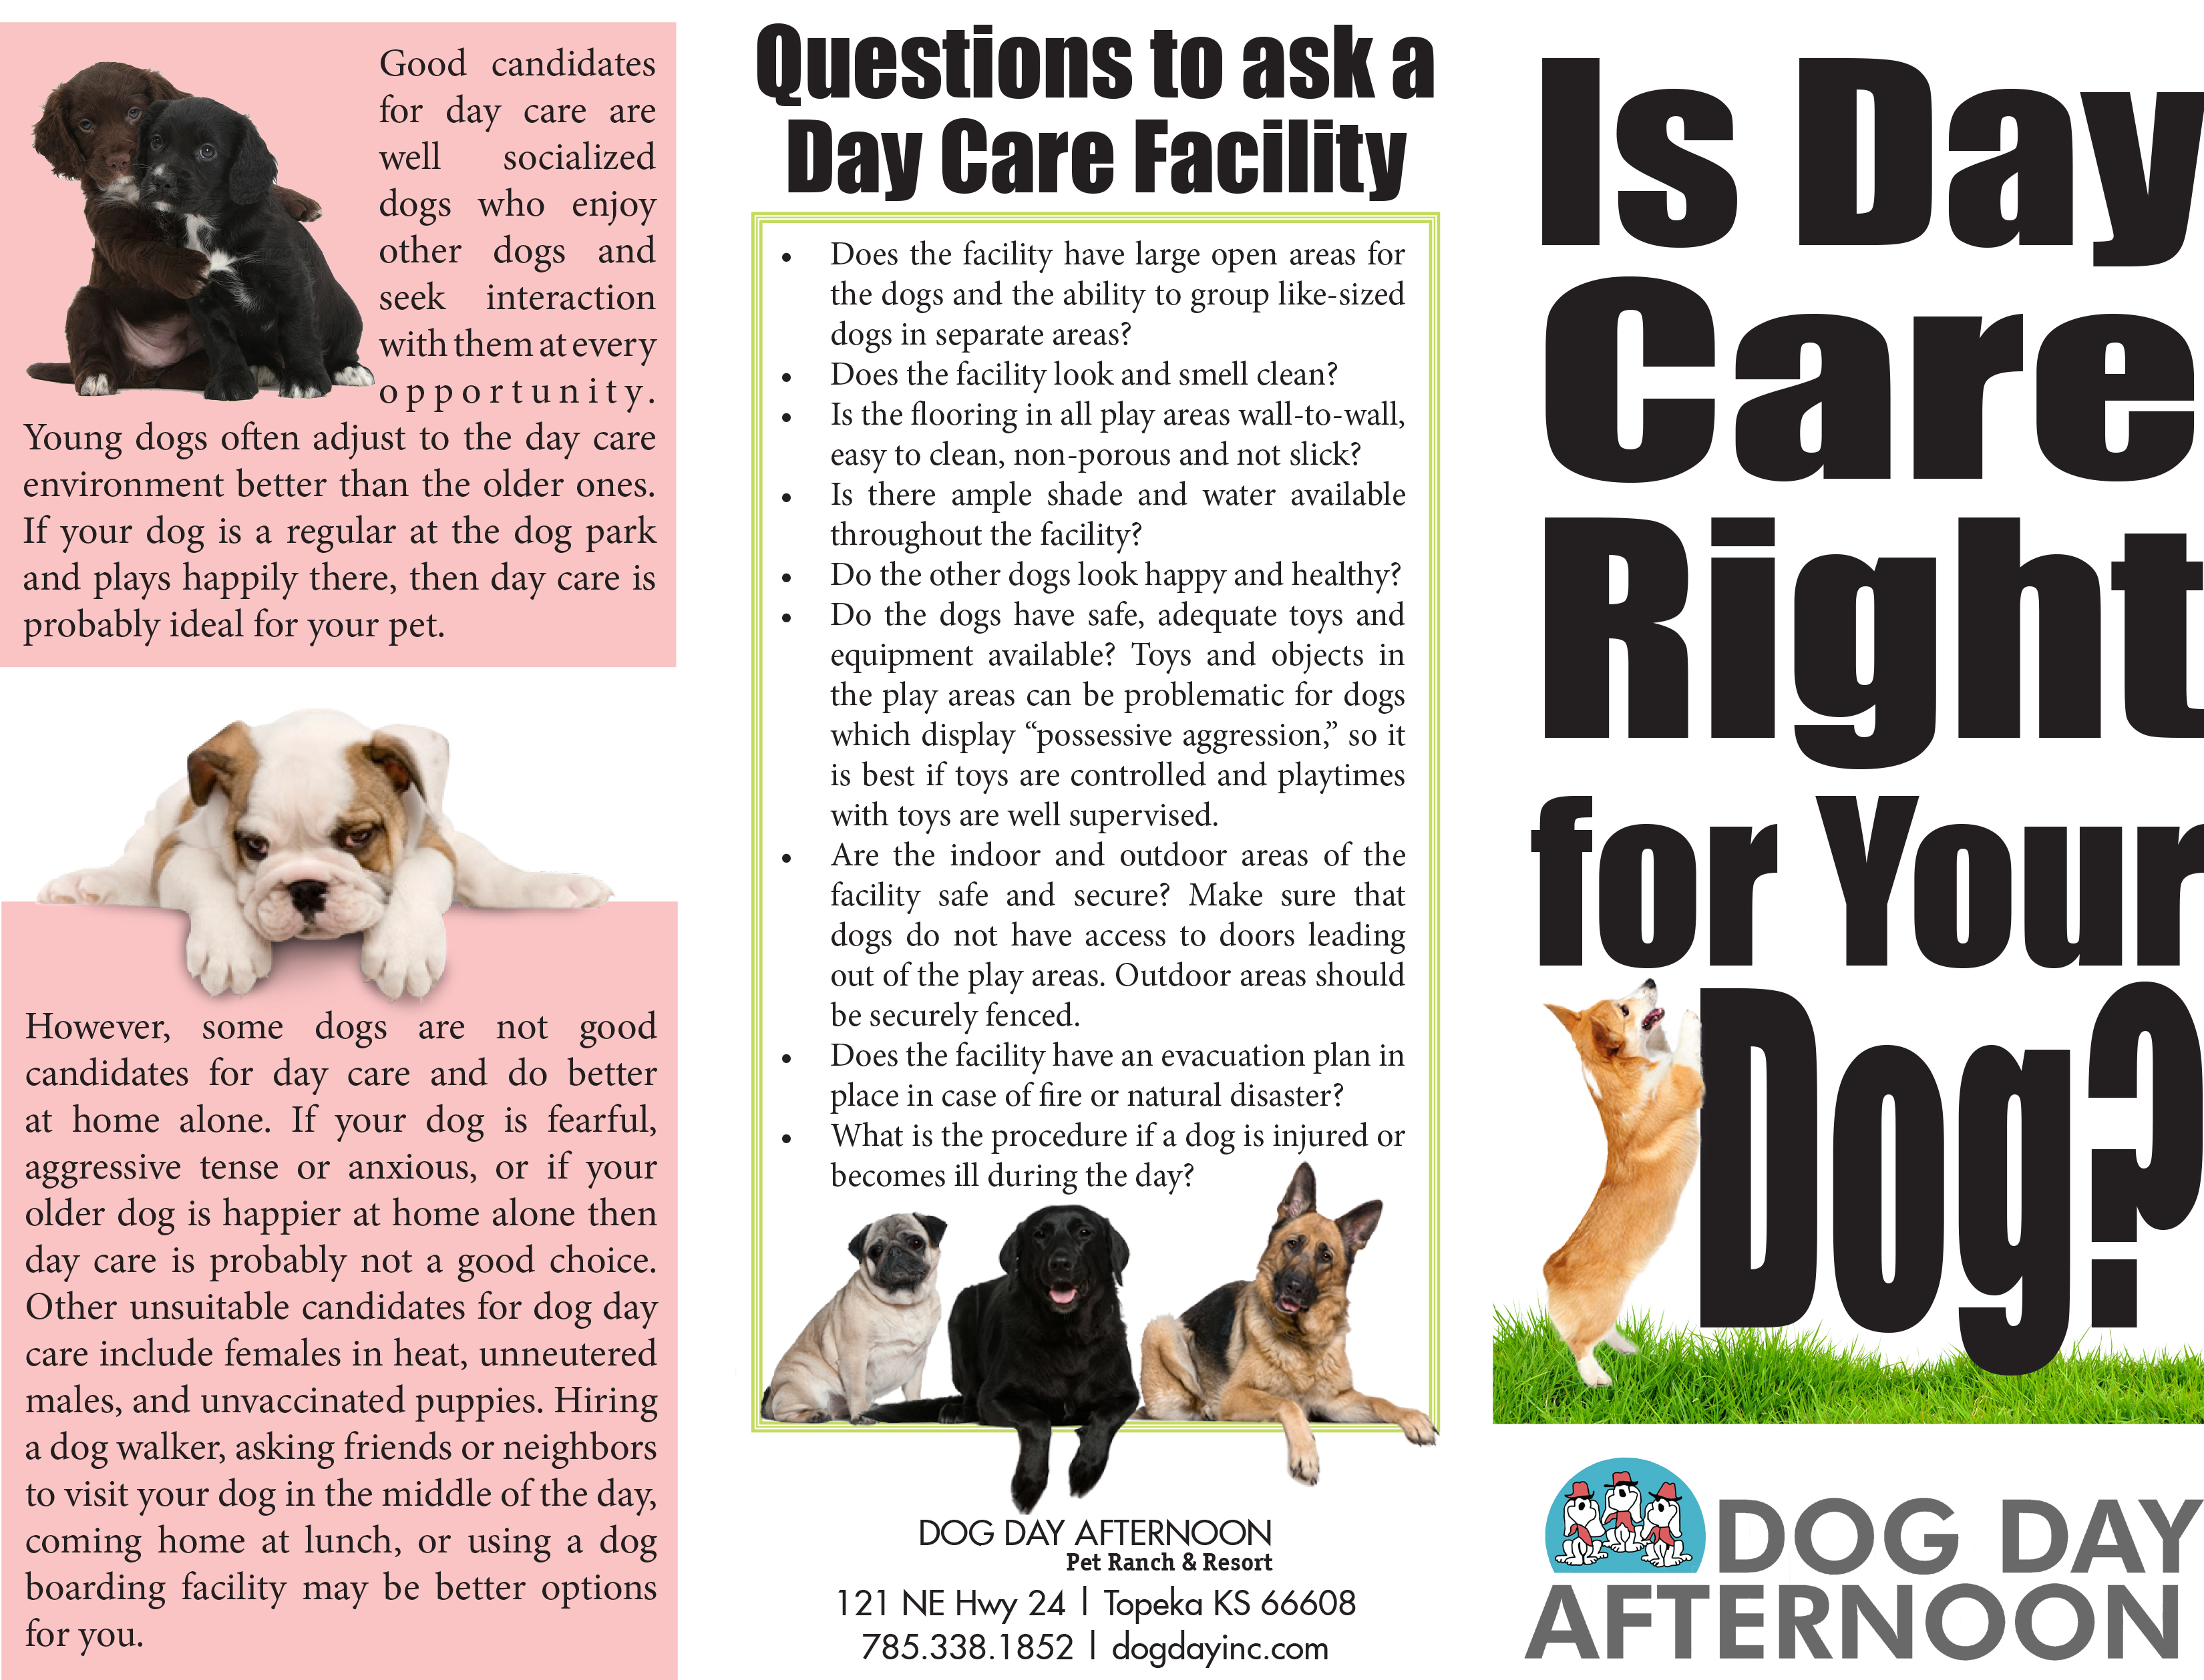 Good candidates
for day care are
well socialized
dogs who enjoy
other dogs and
seek interaction
with them at every
opportunity.
Young dogs often adjust to the day care
environment better than the older ones.
If your dog is a regular at the dog park
and plays happily there, then day care is
probably ideal for your pet.
However, some dogs are not good
candidates for day care and do better
at home alone. If your dog is fearful,
aggressive tense or anxious, or if your
older dog is happier at home alone then
day care is probably not a good choice.
Other unsuitable candidates for dog day
care include females in heat, unneutered
males, and unvaccinated puppies. Hiring
a dog walker, asking friends or neighbors
to visit your dog in the middle of the day,
coming home at lunch, or using a dog
boarding facility may be better options
for you.
Questions to ask a
Day Care Facility
• Does the facility have large open areas for
the dogs and the ability to group like-sized
dogs in separate areas?
• Does the facility look and smell clean?
• Is the flooring in all play areas wall-to-wall,
easy to clean, non-porous and not slick?
• Is there ample shade and water available
throughout the facility?
• Do the other dogs look happy and healthy?
• Do the dogs have safe, adequate toys and
equipment available? Toys and objects in
the play areas can be problematic for dogs
which display “possessive aggression,” so it
is best if toys are controlled and playtimes
with toys are well supervised.
• Are the indoor and outdoor areas of the
facility safe and secure? Make sure that
dogs do not have access to doors leading
out of the play areas. Outdoor areas should
be securely fenced.
• Does the facility have an evacuation plan in
place in case of fire or natural disaster?
• What is the procedure if a dog is injured or
becomes ill during the day?
DOG DAY AFTERNOON
Pet Ranch & Resort
121 NE Hwy 24 | Topeka KS 66608
785.338.1852 | dogdayinc.com
Is Day
Care
Right
for Your
Dog?
DOG DAY
AFTERNOON